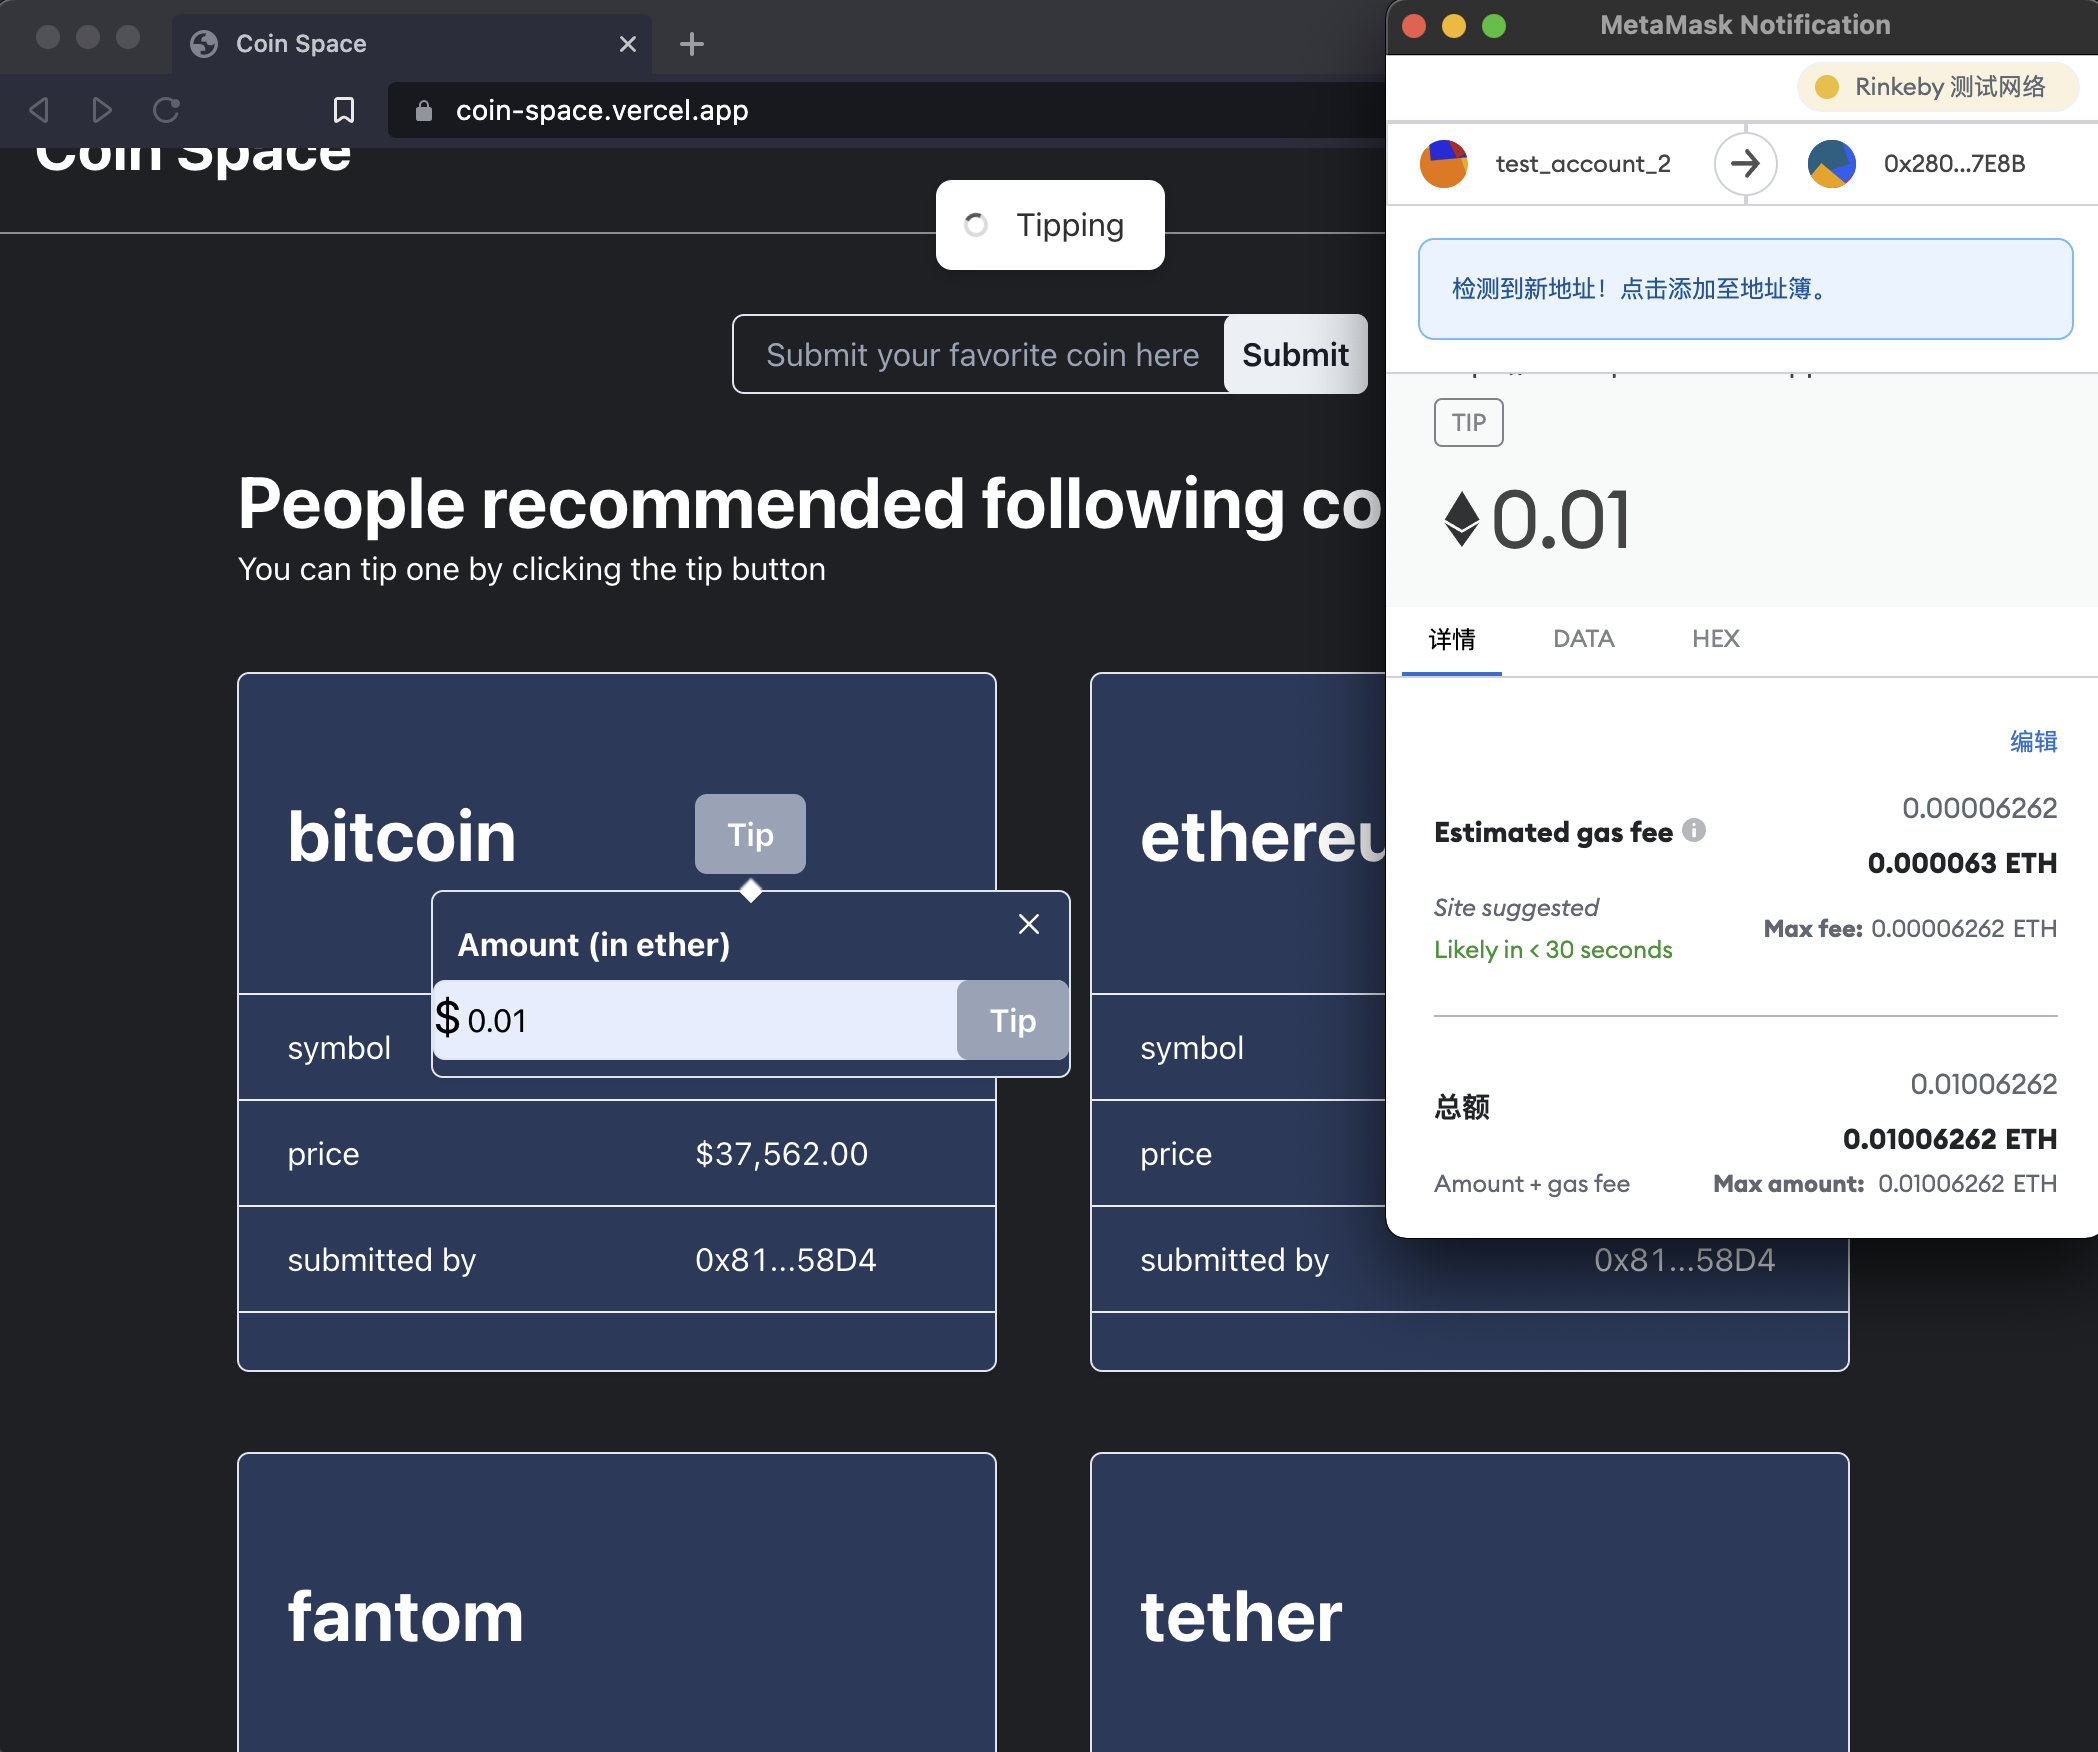 Coin Space
coin-space.vercel.app
Coin Space
Tipping
Submit your favorite coin here
Submit
People recommended following co
You can tip one by clicking the tip button
bitcoin
Tip
Amount (in ether)
$ 0.01
Tip
symbol
price
$37,562.00
submitted by
0x81...58D4
ethereu
symbol
price
submitted by
0x81...58D4
fantom
tether
MetaMask Notification
Rinkeby 测试网络
test_account_2
0x280...7E8B
检测到新地址！点击添加至地址簿。
TIP
0.01
详情
DATA
HEX
编辑
Estimated gas fee
0.00006262
0.000063 ETH
Site suggested
Likely in < 30 seconds
Max fee: 0.00006262 ETH
总额
0.01006262
0.01006262 ETH
Amount + gas fee
Max amount: 0.01006262 ETH